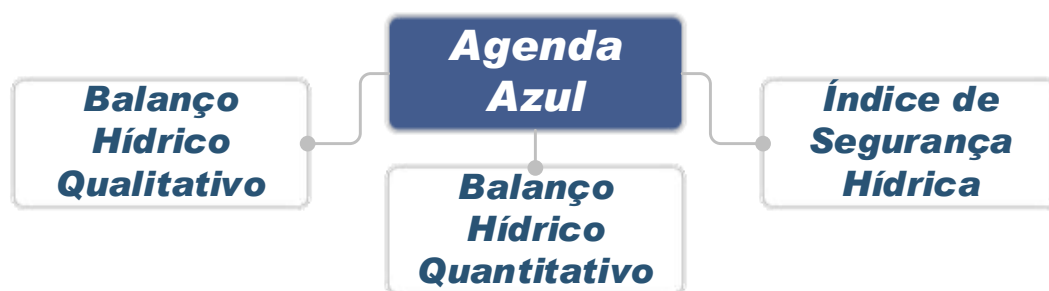 Agenda
Azul
Balanço
Hídrico
Qualitativo
Balanço
Hídrico
Quantitativo
Índice de
Segurança
Hídrica